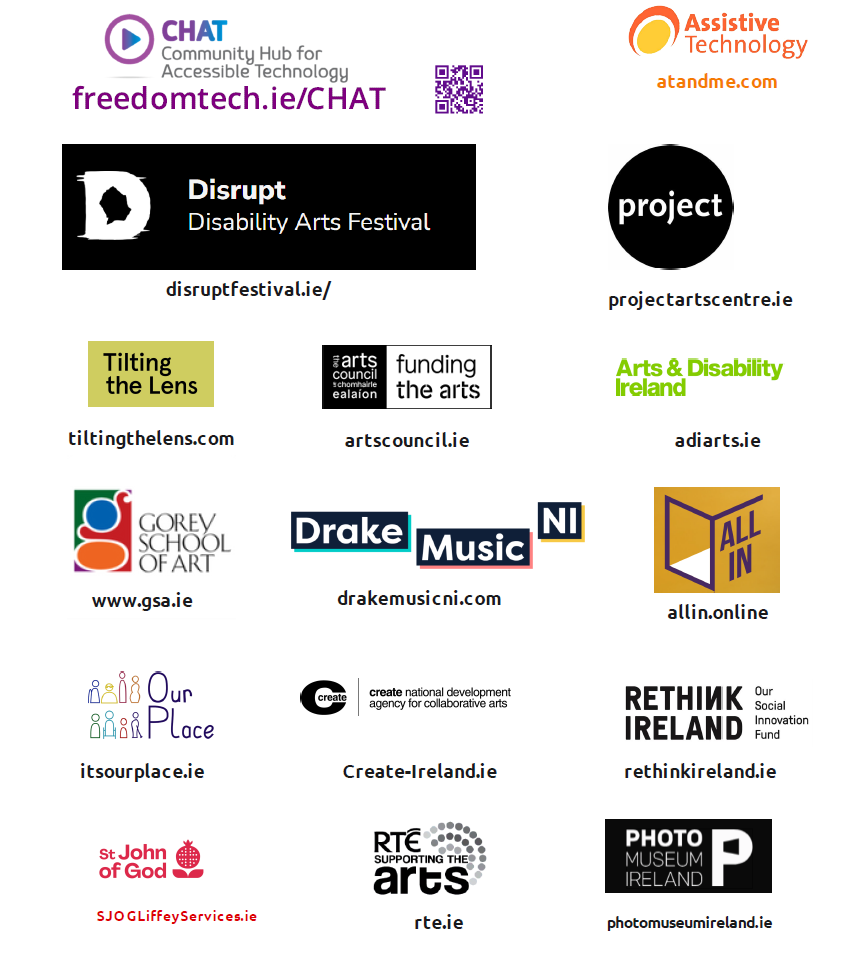 CHAT
Community Hub for
Accessible Technology
freedomtech.ie/CHAT
Assistive
Technology
atandme.com
Disrupt
Disability Arts Festival
disruptfestival.ie/
project
projectartscentre.ie
Tilting
the Lens
tiltingthelens.com
the arts
council
chomhairle
ealaíon
funding
the arts
artscouncil.ie
Arts & Disability
Ireland
adiarts.ie
GOREY
SCHOOL
OF ART
www.gsa.ie
Drake
Music
NI
drakemusicni.com
ALL
IN
allin.online
Our
Place
itsourplace.ie
create
create national development
agency for collaborative arts
Create-Ireland.ie
RETHINK
IRELAND
Our
Social
Innovation
Fund
rethinkireland.ie
St John
of God
SJOGLiffeyServices.ie
RTÉ
SUPPORTING THE
arts
rte.ie
PHOTO
MUSEUM
IRELAND
P
photomuseumireland.ie